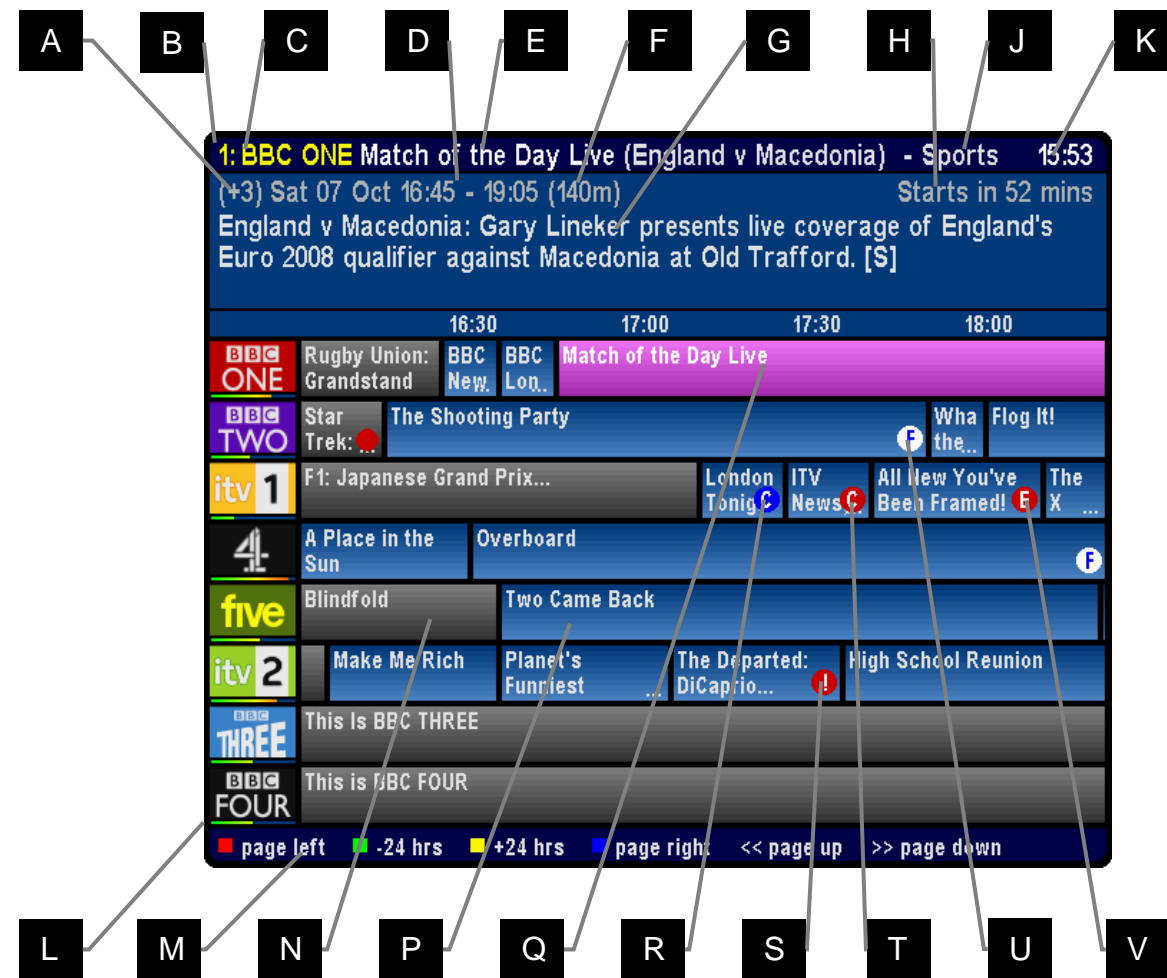 A B C D E F G H J K
1: BBC ONE Match of the Day Live (England v Macedonia) - Sports 15:53
(+3) Sat 07 Oct 16:45 - 19:05 (140m) Starts in 52 mins
England v Macedonia: Gary Lineker presents live coverage of England's
Euro 2008 qualifier against Macedonia at Old Trafford. [S]
16:30 17:00 17:30 18:00
BBC ONE
Rugby Union: BBC BBC Match of the Day Live
Grandstand New.. Lon..
BBC TWO
Star The Shooting Party Wha Flog It!
Trek: ... F the...
itv 1
F1: Japanese Grand Prix... London ITV All New You've The
Tonig C News C Been Framed! E X ...
4
A Place in the Overboard
Sun F
five
Blindfold Two Came Back
itv 2
Make Me Rich Planet's The Departed: High School Reunion
Funniest ... DiCaprio... !
BBC THREE
This Is BBC THREE
BBC FOUR
This is BBC FOUR
page left -24 hrs +24 hrs page right << page up >> page down
L M N P Q R S T U V